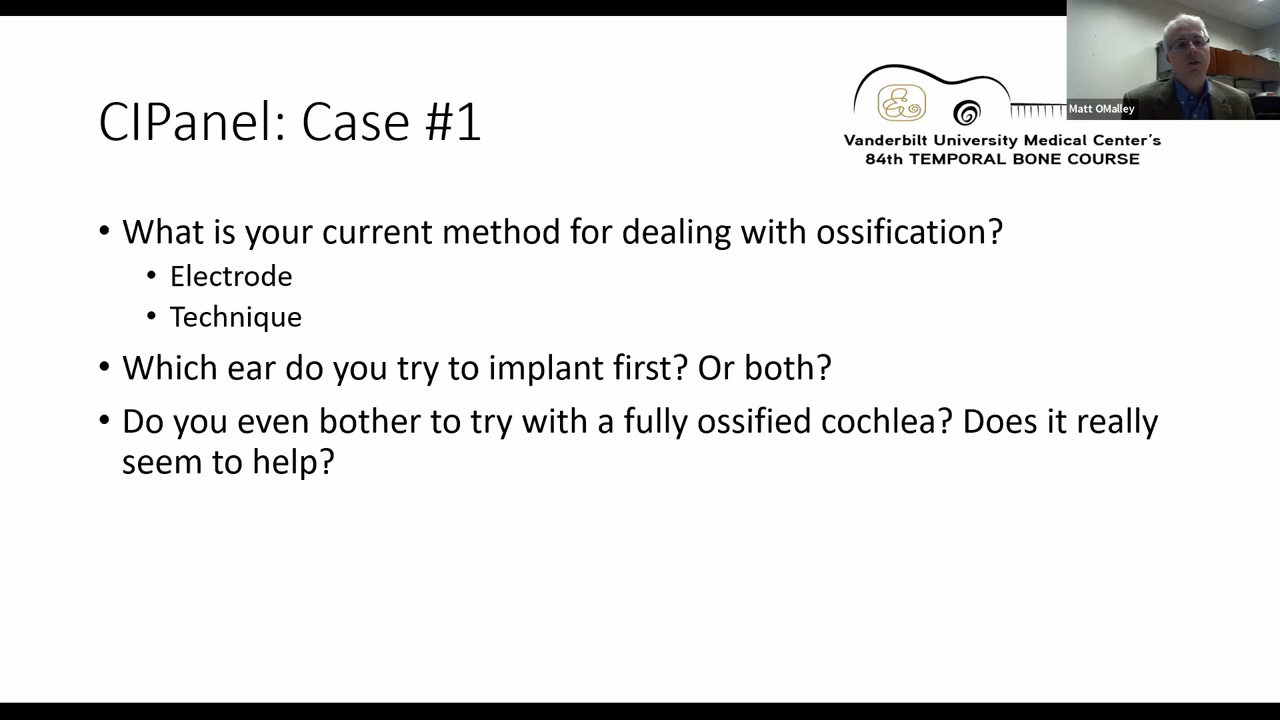 CIPanel: Case #1
Matt OMalley
Vanderbilt University Medical Center's
84th TEMPORAL BONE COURSE
• What is your current method for dealing with ossification?
• Electrode
• Technique
• Which ear do you try to implant first? Or both?
• Do you even bother to try with a fully ossified cochlea? Does it really
seem to help?